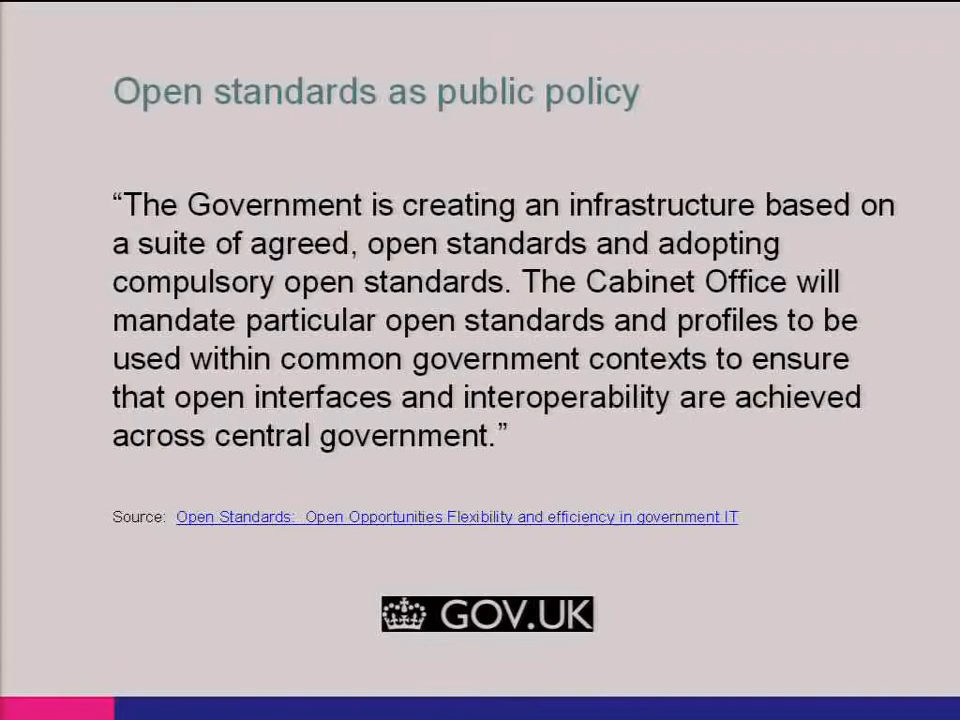 Open standards as public policy
“The Government is creating an infrastructure based on
a suite of agreed, open standards and adopting
compulsory open standards. The Cabinet Office will
mandate particular open standards and profiles to be
used within common government contexts to ensure
that open interfaces and interoperability are achieved
across central government.”
Source: Open Standards: Open Opportunities Flexibility and efficiency in government IT
GOV.UK